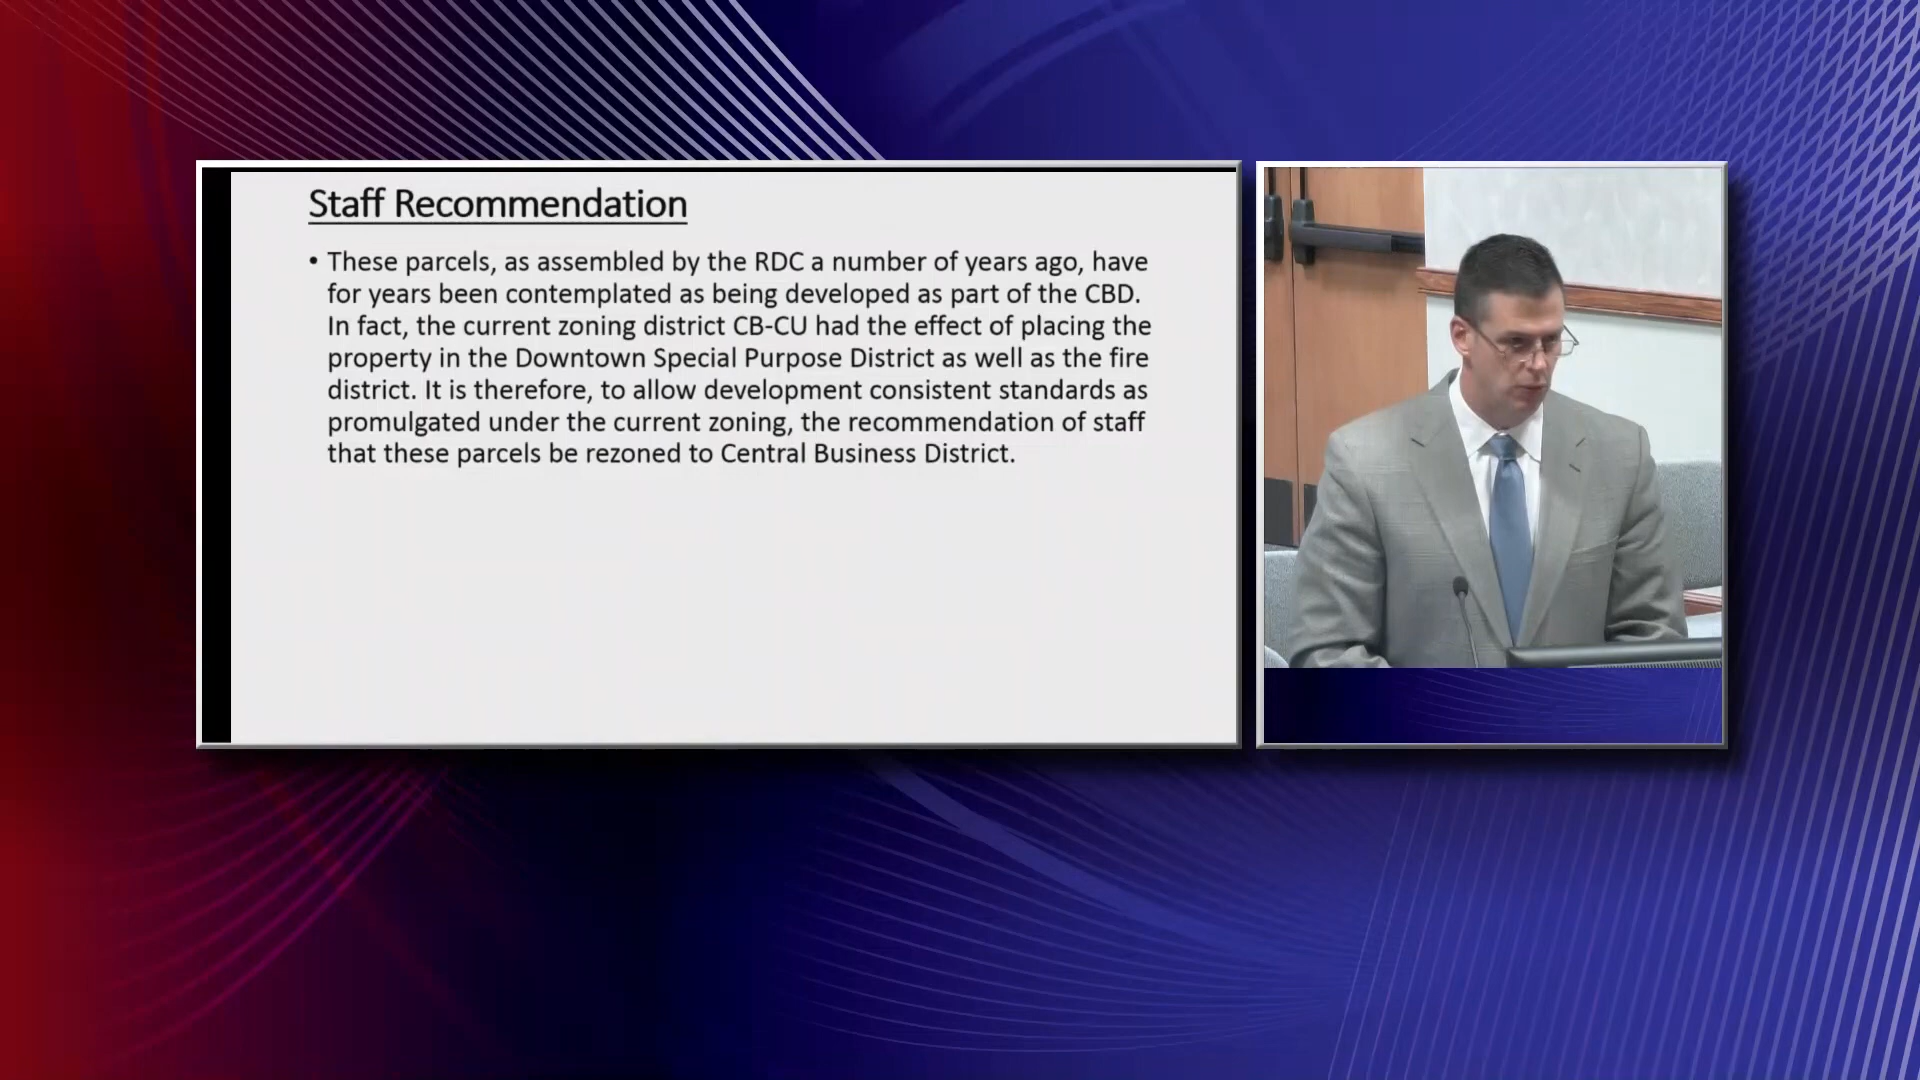 Staff Recommendation
• These parcels, as assembled by the RDC a number of years ago, have
for years been contemplated as being developed as part of the CBD.
In fact, the current zoning district CB-CU had the effect of placing the
property in the Downtown Special Purpose District as well as the fire
district. It is therefore, to allow development consistent standards as
promulgated under the current zoning, the recommendation of staff
that these parcels be rezoned to Central Business District.